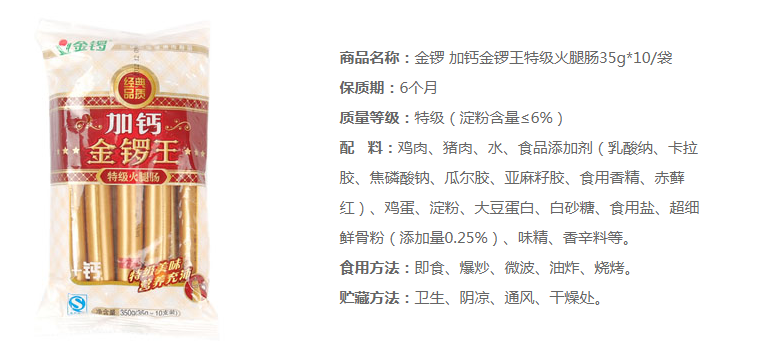 金锣
经典
品质
加钙
金锣王
特级火腿肠
钙
特级美味
营养充沛
350g(35g×10支装)
商品名称：金锣 加钙金锣王特级火腿肠35g*10/袋
保质期：6个月
质量等级：特级（淀粉含量≤6%）
配 料：鸡肉、猪肉、水、食品添加剂（乳酸纳、卡拉
胶、焦磷酸钠、瓜尔胶、亚麻籽胶、食用香精、赤藓
红）、鸡蛋、淀粉、大豆蛋白、白砂糖、食用盐、超细
鲜骨粉（添加量0.25%）、味精、香辛料等。
食用方法：即食、爆炒、微波、油炸、烧烤。
贮藏方法：卫生、阴凉、通风、干燥处。